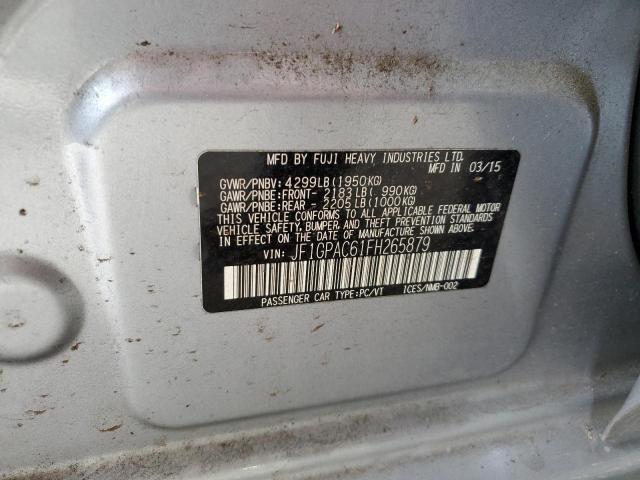 MFD BY FUJI HEAVY INDUSTRIES LTD.
MFD IN 03/15
GVWR/PNBV: 4299LB(1950KG)
GAWR/PNBE:FRONT- 2183LB( 990KG)
GAWR/PNBE:REAR - 2205LB(1000KG)
THIS VEHICLE CONFORMS TO ALL APPLICABLE FEDERAL MOTOR
VEHICLE SAFETY, BUMPER, AND THEFT PREVENTION STANDARDS
IN EFFECT ON THE DATE OF MANUFACTURE SHOWN ABOVE.
VIN: JF1GPAC61FH265879
PASSENGER CAR TYPE:PC/VT ICES/NMB-002